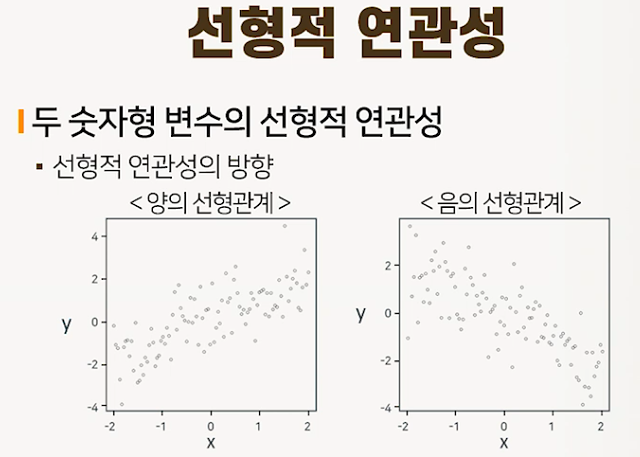 선형적 연관성
두 숫자형 변수의 선형적 연관성
▪ 선형적 연관성의 방향
< 양의 선형관계 >
4
2
0
-2
-4
y
-2 -1 0 1 2
x
< 음의 선형관계 >
2
0
-2
-4
y
-2 -1 0 1 2
x